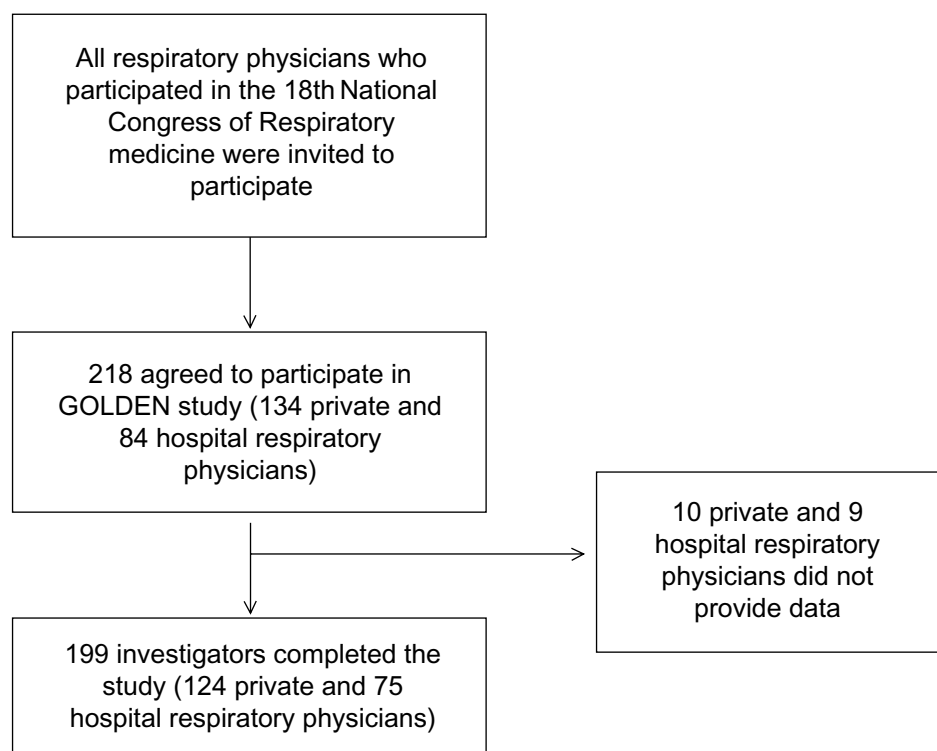 All respiratory physicians who
participated in the 18th National
Congress of Respiratory
medicine were invited to
participate
218 agreed to participate in
GOLDEN study (134 private and
84 hospital respiratory
physicians)
10 private and 9
hospital respiratory
physicians did not
provide data
199 investigators completed the
study (124 private and 75
hospital respiratory physicians)